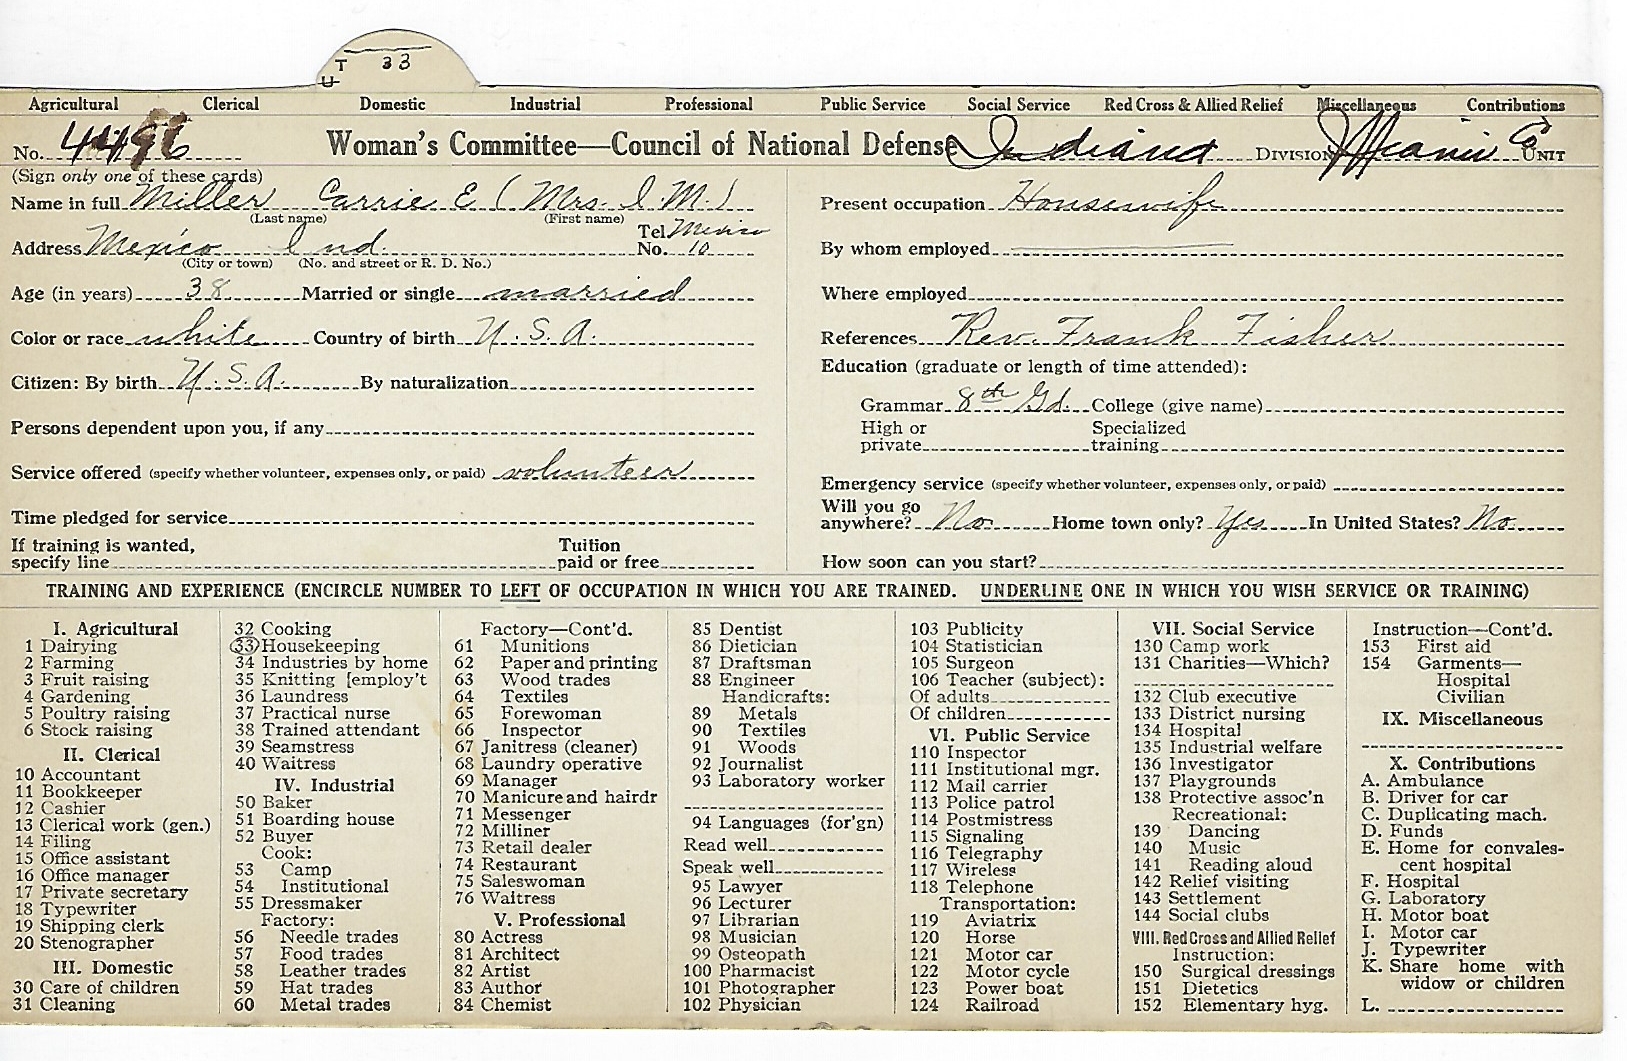 T 33
U
Agricultural Clerical Domestic Industrial Professional Public Service Social Service Red Cross & Allied Relief Miscellaneous Contributions
No. 4496 Woman's Committee—Council of National Defense Indiana DIVISION Miami Co UNIT
(Sign only one of these cards)
Name in full Miller Carrie E (Mrs. I. M.)
(Last name) (First name)
Address Mexico Ind. Tel. No. Mexico 10
(City or town) (No. and street or R. D. No.)
Age (in years) 38 Married or single married
Color or race white Country of birth U. S. A.
Citizen: By birth U. S. A. By naturalization
Persons dependent upon you, if any
Service offered (specify whether volunteer, expenses only, or paid) volunteer
Time pledged for service
If training is wanted, specify line Tuition paid or free
Present occupation Housewife
By whom employed
Where employed
References Rev. Frank Fisher
Education (graduate or length of time attended):
Grammar 8th Gd. College (give name)
High or private Specialized training
Emergency service (specify whether volunteer, expenses only, or paid)
Will you go anywhere? No. Home town only? Yes In United States? No.
How soon can you start?
TRAINING AND EXPERIENCE (ENCIRCLE NUMBER TO LEFT OF OCCUPATION IN WHICH YOU ARE TRAINED. UNDERLINE ONE IN WHICH YOU WISH SERVICE OR TRAINING)
I. Agricultural
1 Dairying
2 Farming
3 Fruit raising
4 Gardening
5 Poultry raising
6 Stock raising
II. Clerical
10 Accountant
11 Bookkeeper
12 Cashier
13 Clerical work (gen.)
14 Filing
15 Office assistant
16 Office manager
17 Private secretary
18 Typewriter
19 Shipping clerk
20 Stenographer
III. Domestic
30 Care of children
31 Cleaning
32 Cooking
33 Housekeeping
34 Industries by home
35 Knitting [employ't
36 Laundress
37 Practical nurse
38 Trained attendant
39 Seamstress
40 Waitress
IV. Industrial
50 Baker
51 Boarding house
52 Buyer
Cook:
53 Camp
54 Institutional
55 Dressmaker
Factory:
56 Needle trades
57 Food trades
58 Leather trades
59 Hat trades
60 Metal trades
Factory—Cont'd.
61 Munitions
62 Paper and printing
63 Wood trades
64 Textiles
65 Forewoman
66 Inspector
67 Janitress (cleaner)
68 Laundry operative
69 Manager
70 Manicure and hairdr
71 Messenger
72 Milliner
73 Retail dealer
74 Restaurant
75 Saleswoman
76 Waitress
V. Professional
80 Actress
81 Architect
82 Artist
83 Author
84 Chemist
85 Dentist
86 Dietician
87 Draftsman
88 Engineer
Handicrafts:
89 Metals
90 Textiles
91 Woods
92 Journalist
93 Laboratory worker
94 Languages (for'gn)
Read well
Speak well
95 Lawyer
96 Lecturer
97 Librarian
98 Musician
99 Osteopath
100 Pharmacist
101 Photographer
102 Physician
103 Publicity
104 Statistician
105 Surgeon
106 Teacher (subject):
Of adults
Of children
VI. Public Service
110 Inspector
111 Institutional mgr.
112 Mail carrier
113 Police patrol
114 Postmistress
115 Signaling
116 Telegraphy
117 Wireless
118 Telephone
Transportation:
119 Aviatrix
120 Horse
121 Motor car
122 Motor cycle
123 Power boat
124 Railroad
VII. Social Service
130 Camp work
131 Charities—Which?
132 Club executive
133 District nursing
134 Hospital
135 Industrial welfare
136 Investigator
137 Playgrounds
138 Protective assoc'n
Recreational:
139 Dancing
140 Music
141 Reading aloud
142 Relief visiting
143 Settlement
144 Social clubs
VIII. Red Cross and Allied Relief
Instruction:
150 Surgical dressings
151 Dietetics
152 Elementary hyg.
Instruction—Cont'd.
153 First aid
154 Garments—
Hospital
Civilian
IX. Miscellaneous
X. Contributions
A. Ambulance
B. Driver for car
C. Duplicating mach.
D. Funds
E. Home for convales-
cent hospital
F. Hospital
G. Laboratory
H. Motor boat
I. Motor car
J. Typewriter
K. Share home with
widow or children
L.